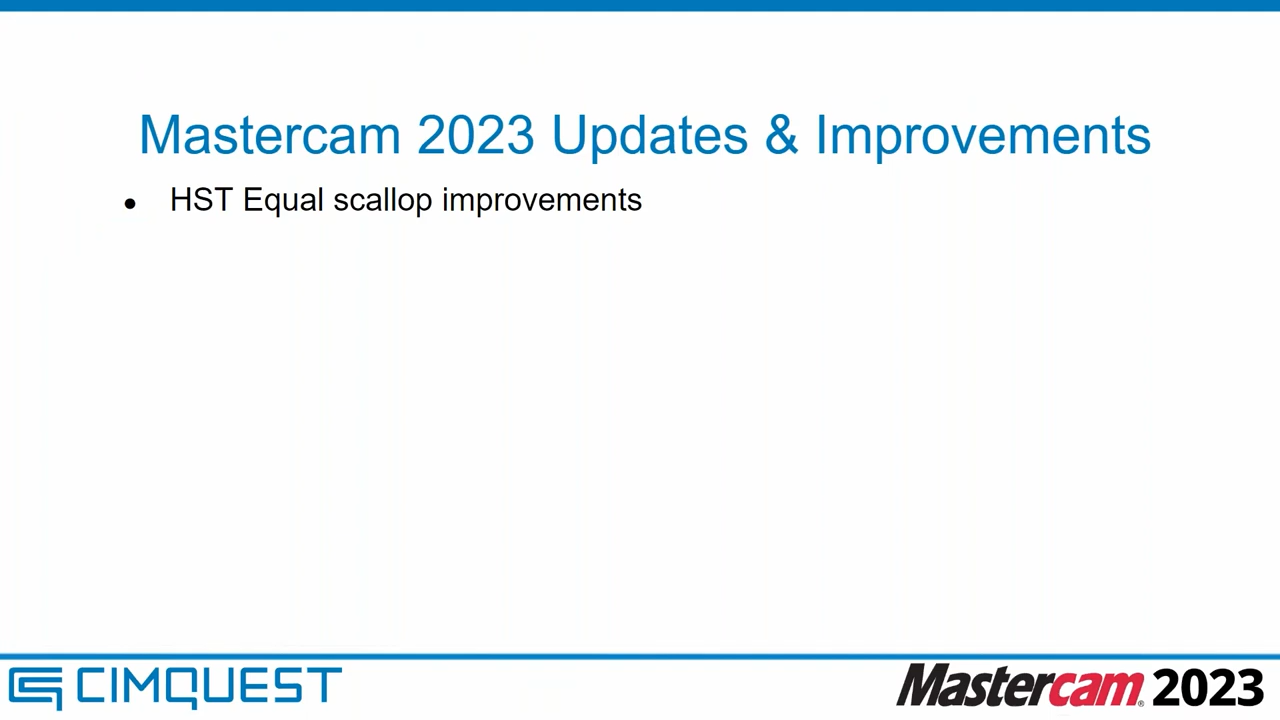 Mastercam 2023 Updates & Improvements
● HST Equal scallop improvements
CIMQUEST
Mastercam® 2023